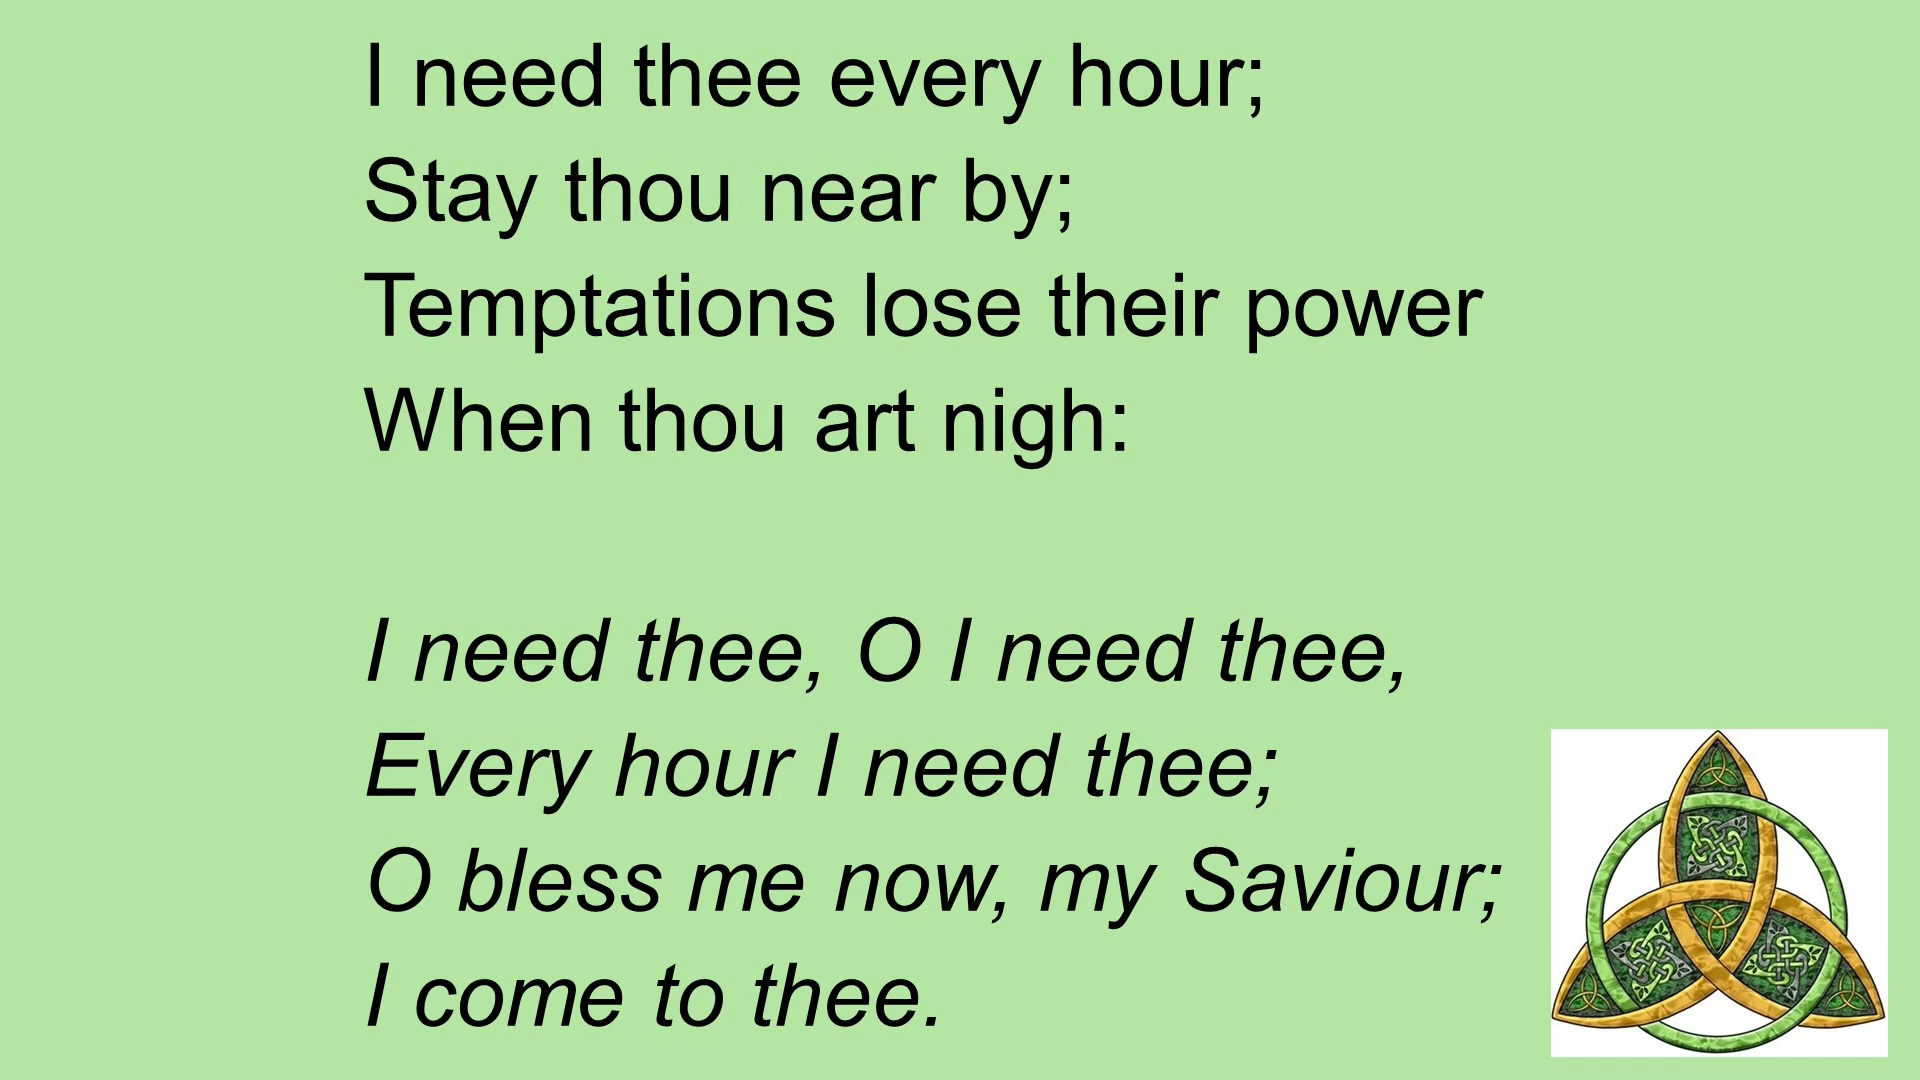 I need thee every hour;
Stay thou near by;
Temptations lose their power
When thou art nigh:
I need thee, O I need thee,
Every hour I need thee;
O bless me now, my Saviour;
I come to thee.